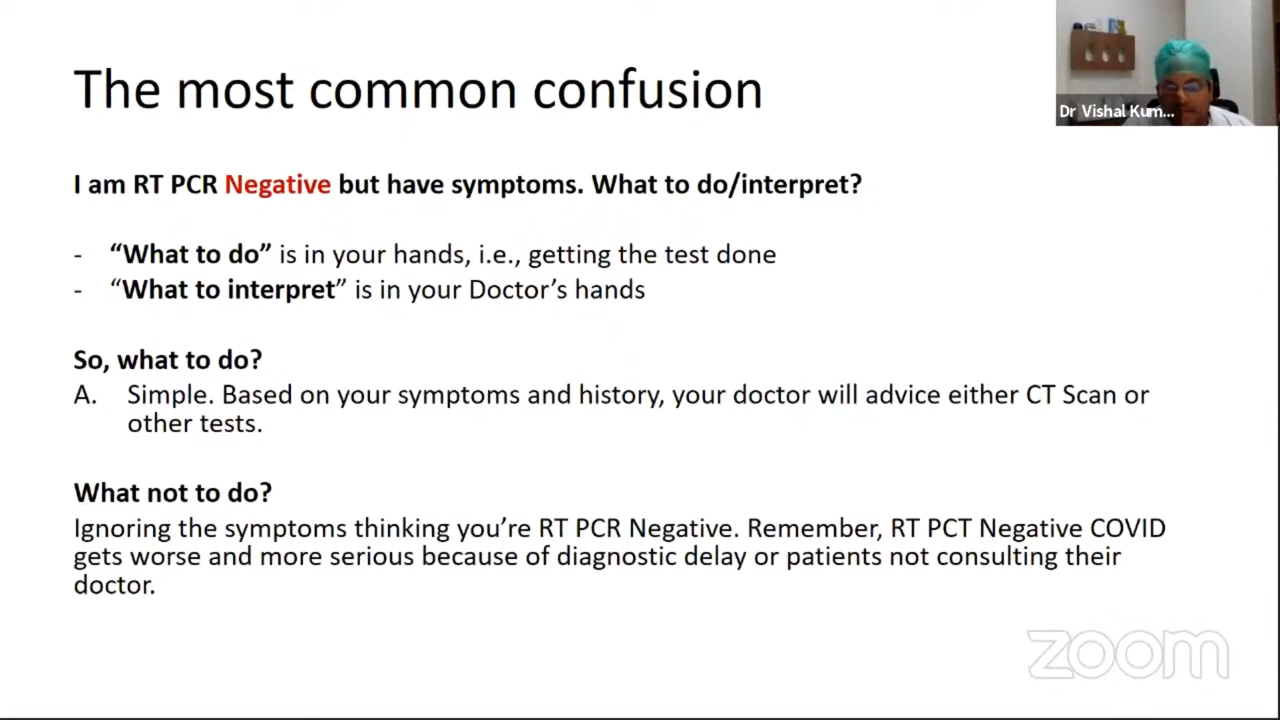 The most common confusion
Dr Vishal Kum...
I am RT PCR Negative but have symptoms. What to do/interpret?
- “What to do” is in your hands, i.e., getting the test done
- “What to interpret” is in your Doctor’s hands
So, what to do?
A. Simple. Based on your symptoms and history, your doctor will advice either CT Scan or
other tests.
What not to do?
Ignoring the symptoms thinking you’re RT PCR Negative. Remember, RT PCT Negative COVID
gets worse and more serious because of diagnostic delay or patients not consulting their
doctor.
zoom